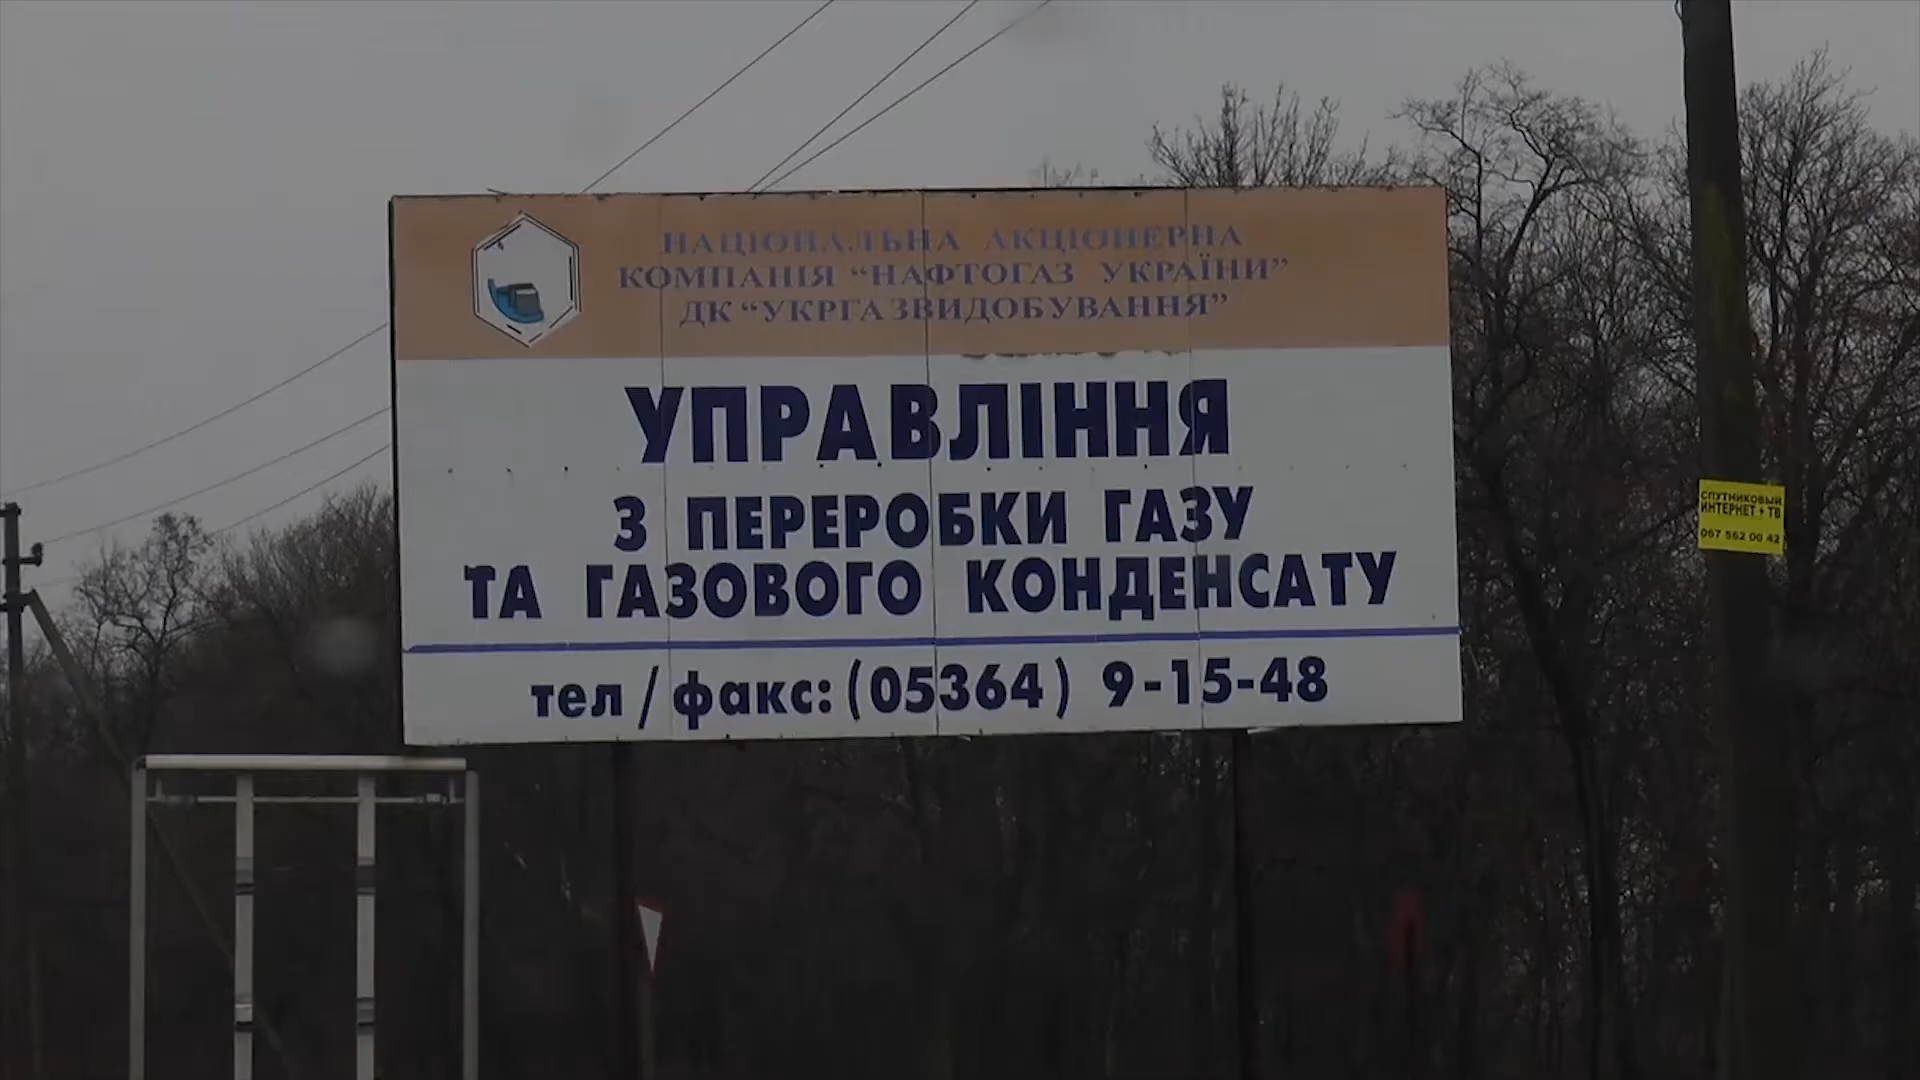 НАЦІОНАЛЬНА АКЦІОНЕРНА
КОМПАНІЯ “НАФТОГАЗ УКРАЇНИ”
ДК “УКРГАЗВИДОБУВАННЯ”
УПРАВЛІННЯ
З ПЕРЕРОБКИ ГАЗУ
ТА ГАЗОВОГО КОНДЕНСАТУ
тел/факс: (05364) 9-15-48
СПУТНИКОВЫЙ
ИНТЕРНЕТ + ТВ
067 562 00 42